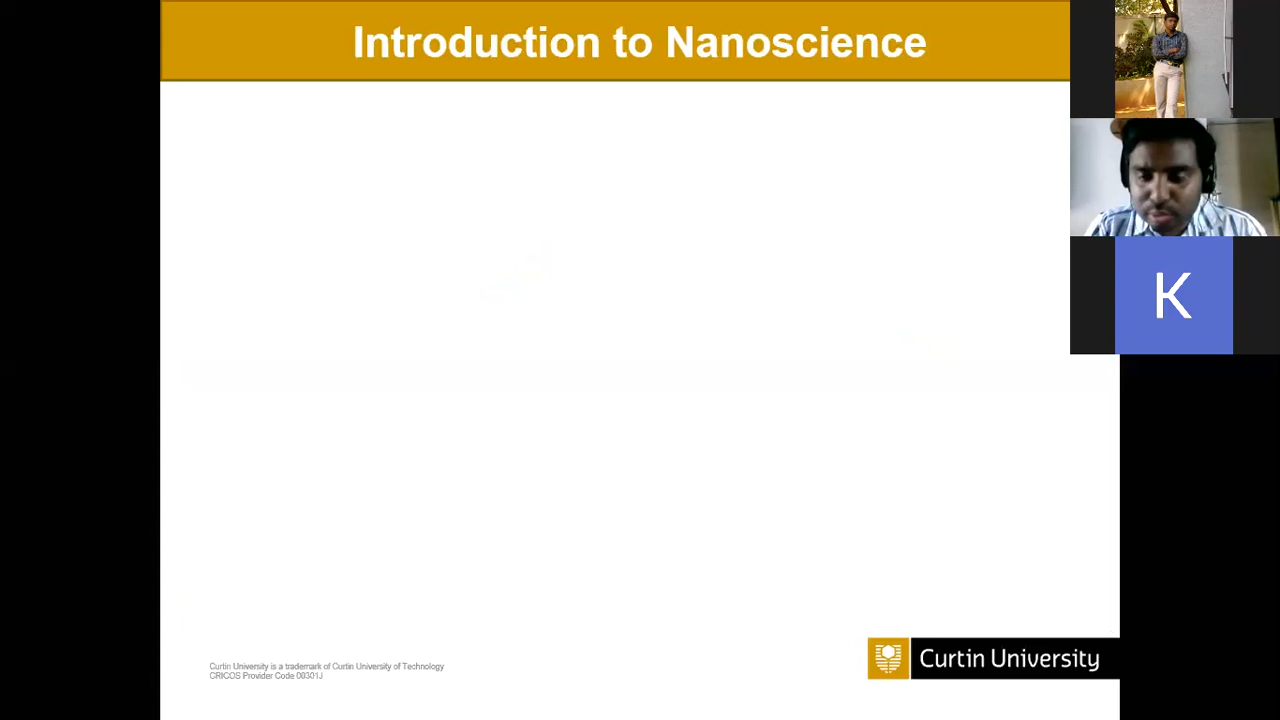 Introduction to Nanoscience
K
Curtin University is a trademark of Curtin University of Technology
CRICOS Provider Code 00301J
Curtin University